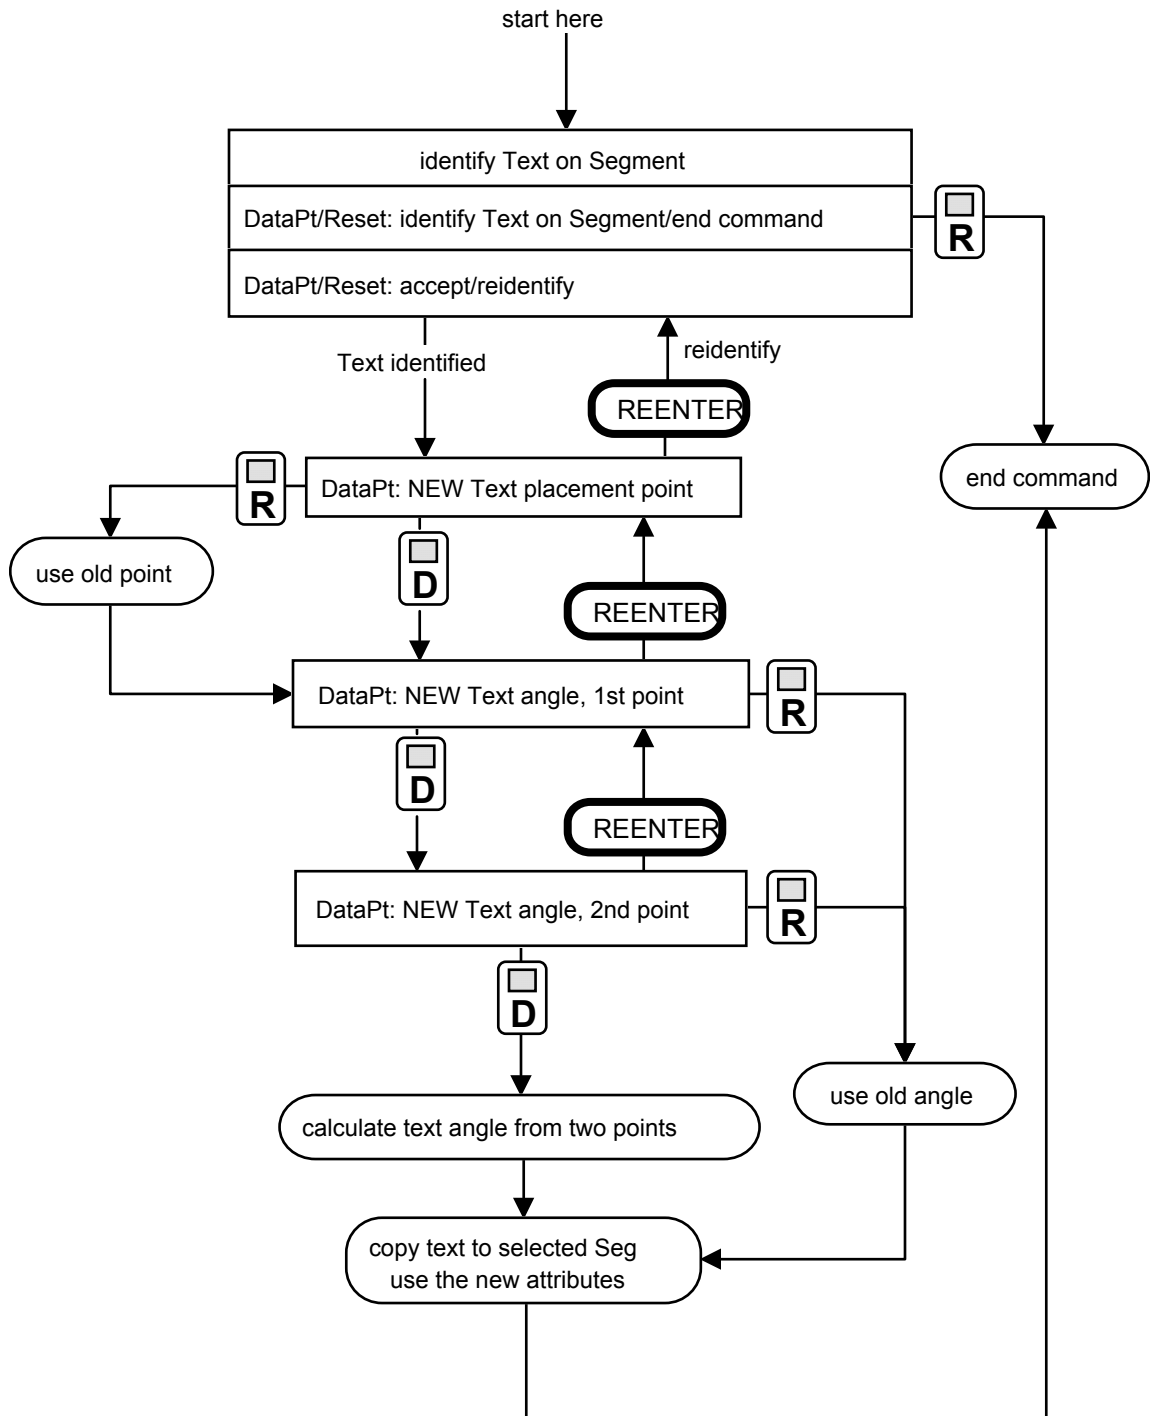 start here
identify Text on Segment
DataPt/Reset: identify Text on Segment/end command
R
DataPt/Reset: accept/reidentify
Text identified
reidentify
REENTER
R
DataPt: NEW Text placement point
end command
use old point
D
REENTER
DataPt: NEW Text angle, 1st point
R
D
REENTER
DataPt: NEW Text angle, 2nd point
R
D
use old angle
calculate text angle from two points
copy text to selected Seg
use the new attributes